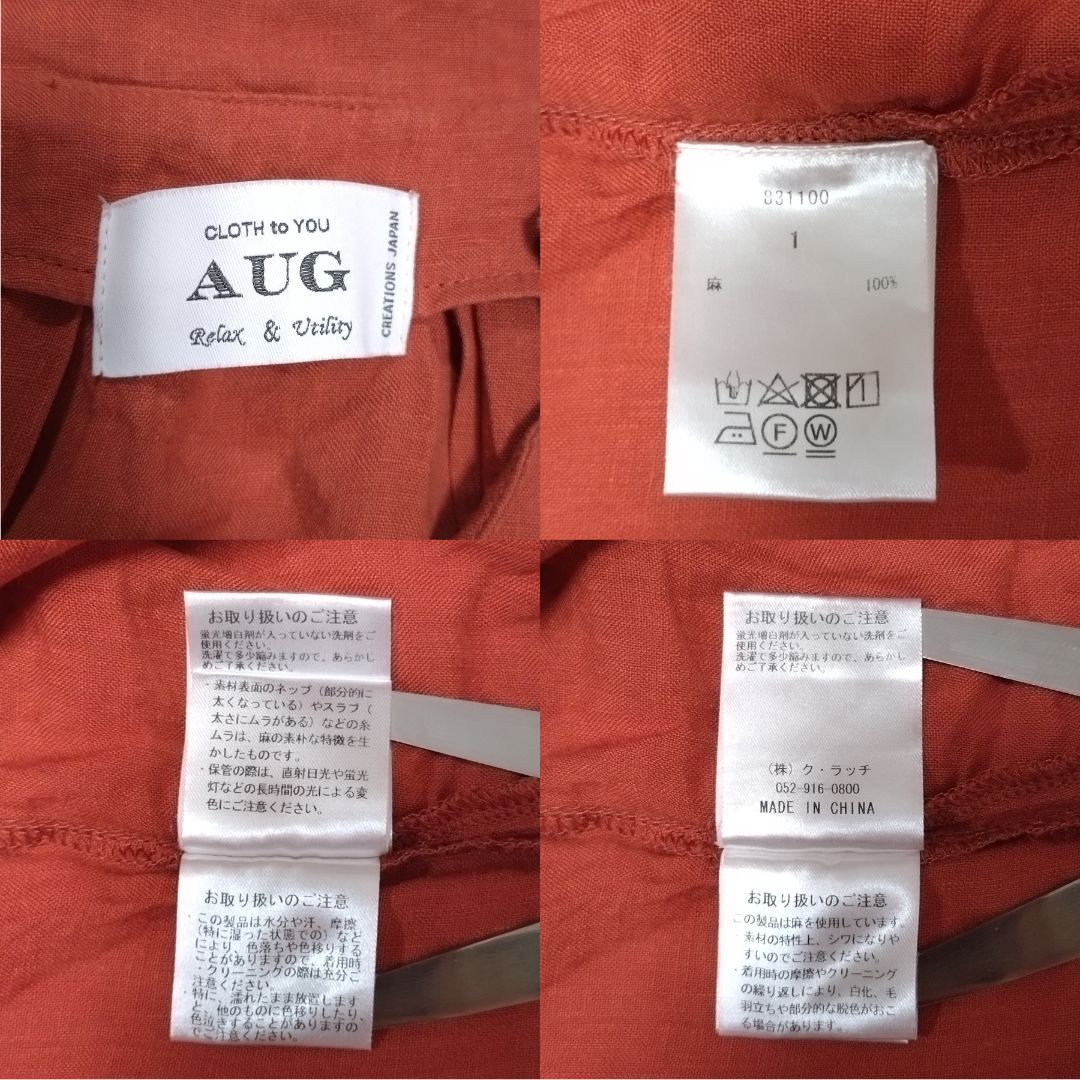 CLOTH to YOU
AUG
Relax & Utility
CREATIONS JAPAN
831100
1
麻 100%
F W
お取り扱いのご注意
蛍光増白剤が入っていない洗剤をご
使用ください。
洗濯で多少縮みますので、あらかじ
めご了承ください。
・素材表面のネップ(部分的に
太くなっている)やスラブ(
太さにムラがある)などの糸
ムラは、麻の素朴な特徴を生
かしたものです。
・保管の際は、直射日光や蛍光
灯などの長時間の光による変
色にご注意ください。
お取り扱いのご注意
・この製品は水分や汗、摩擦
(特に湿った状態での)など
により、色落ちや色移りする
ことがありますので、着用時
・クリーニングの際は充分ご
注意ください。
・特に、濡れたまま放置します
と、他のものに色移りしたり
色泣きすることがありますの
でご注意ください。
お取り扱いのご注意
蛍光増白剤が入っていない洗剤をご
使用ください。
洗濯で多少縮みますので、あらかじ
めご了承ください。
(株)ク・ラッチ
052-916-0800
MADE IN CHINA
お取り扱いのご注意
この製品は麻を使用しています。
素材の特性上、シワになりや
すいのでご注意ください。
・着用時の摩擦やクリーニング
の繰り返しにより、白化、毛
羽立ちや部分的な脱色がおこ
る場合があります。